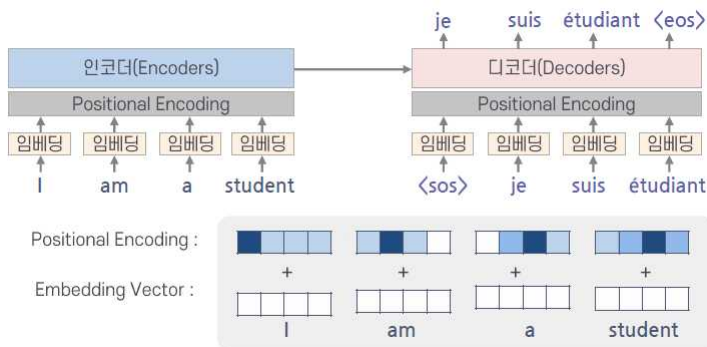 je suis étudiant <eos>
인코더(Encoders) 디코더(Decoders)
Positional Encoding Positional Encoding
임베딩 임베딩 임베딩 임베딩 임베딩 임베딩 임베딩 임베딩
I am a student <sos> je suis étudiant
Positional Encoding :
+ + + +
Embedding Vector :
I am a student